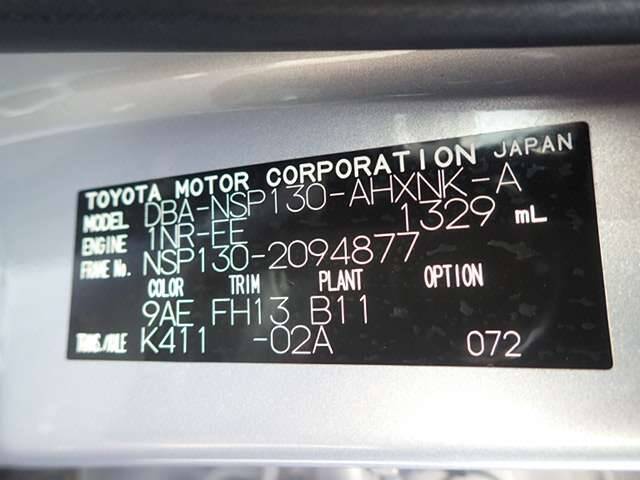 TOYOTA MOTOR CORPORATION JAPAN
MODEL DBA-NSP130-AHXNK-A
ENGINE 1NR-FE 1329 mL
FRAME No. NSP130-2094877
COLOR TRIM PLANT OPTION
9AE FH13 B11
TRANS./AXLE K411 -02A 072